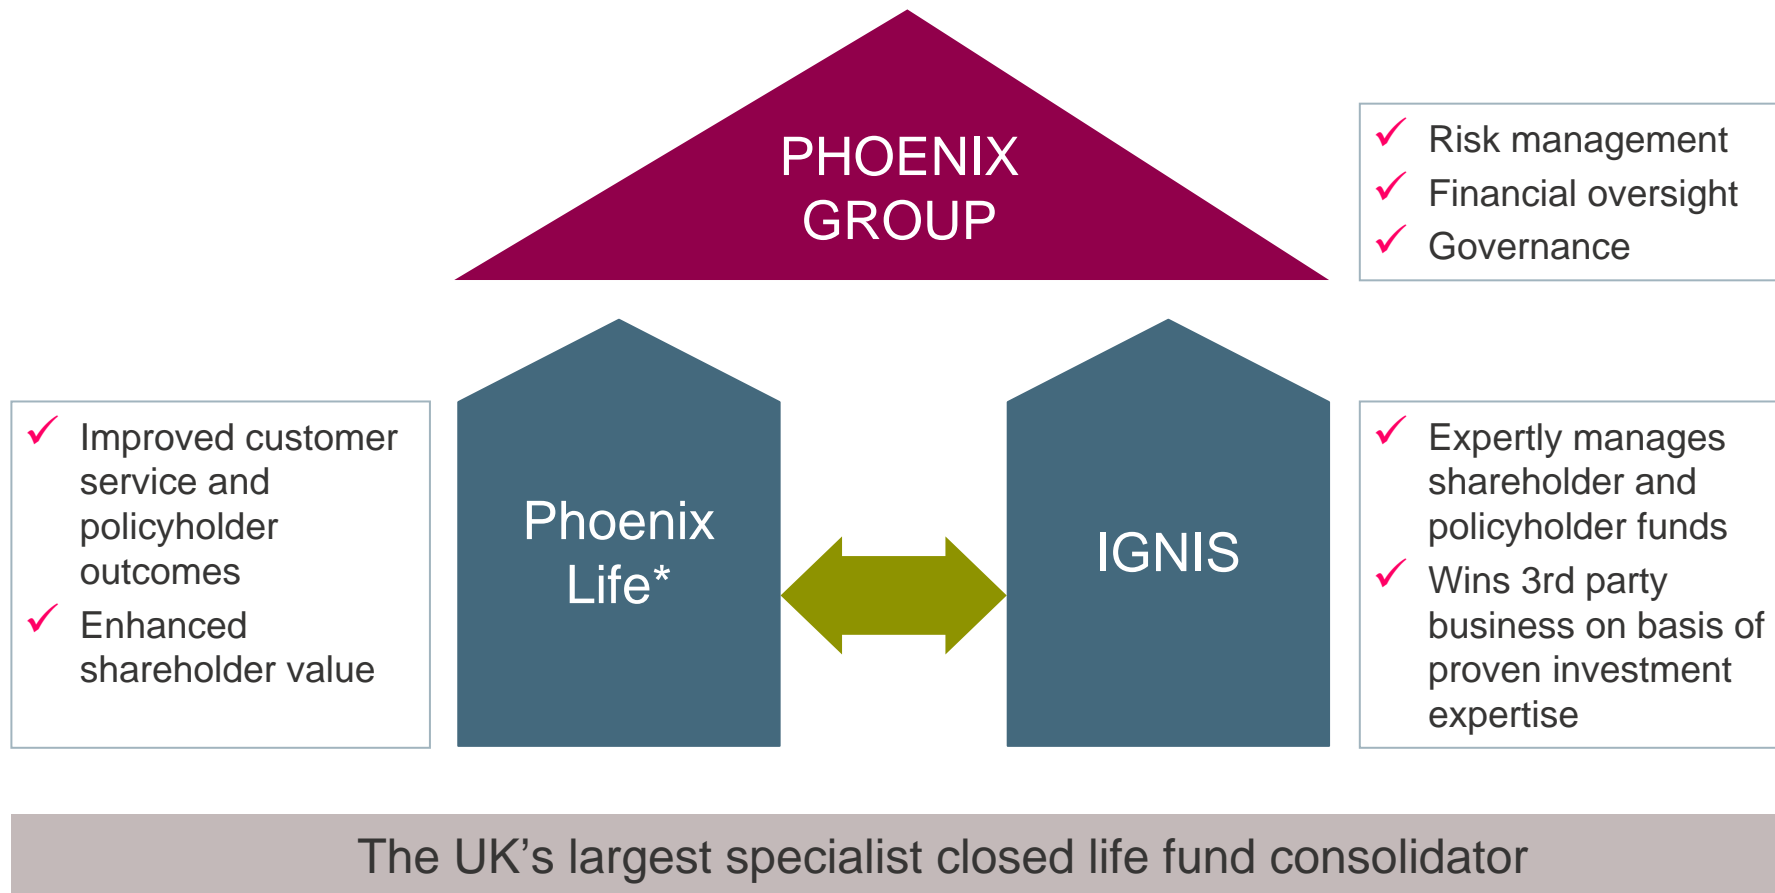 PHOENIX
GROUP
Risk management
Financial oversight
Governance
Improved customer
service and
policyholder
outcomes
Enhanced
shareholder value
Phoenix
Life*
IGNIS
Expertly manages
shareholder and
policyholder funds
Wins 3rd party
business on basis of
proven investment
expertise
The UK’s largest specialist closed life fund consolidator